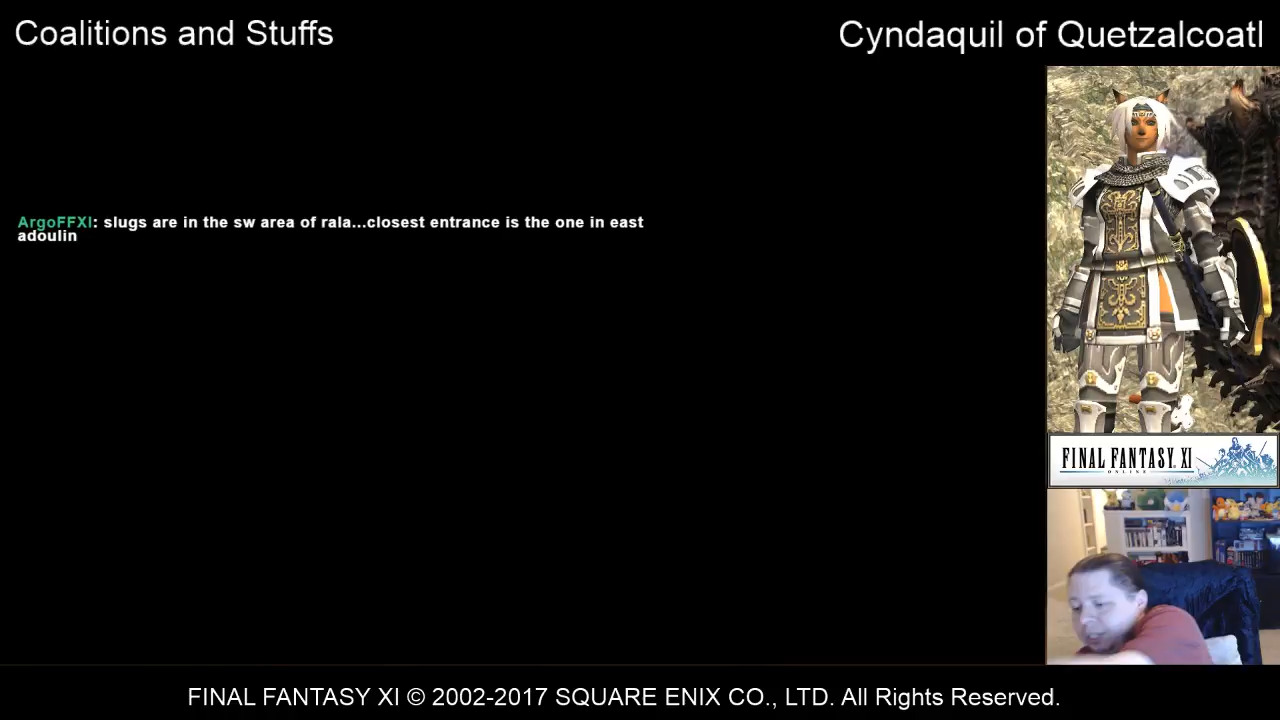 Coalitions and Stuffs
Cyndaquil of Quetzalcoatl
ArgoFFXI: slugs are in the sw area of rala...closest entrance is the one in east
adoulin
FINAL FANTASY XI
ONLINE
FINAL FANTASY XI © 2002-2017 SQUARE ENIX CO., LTD. All Rights Reserved.